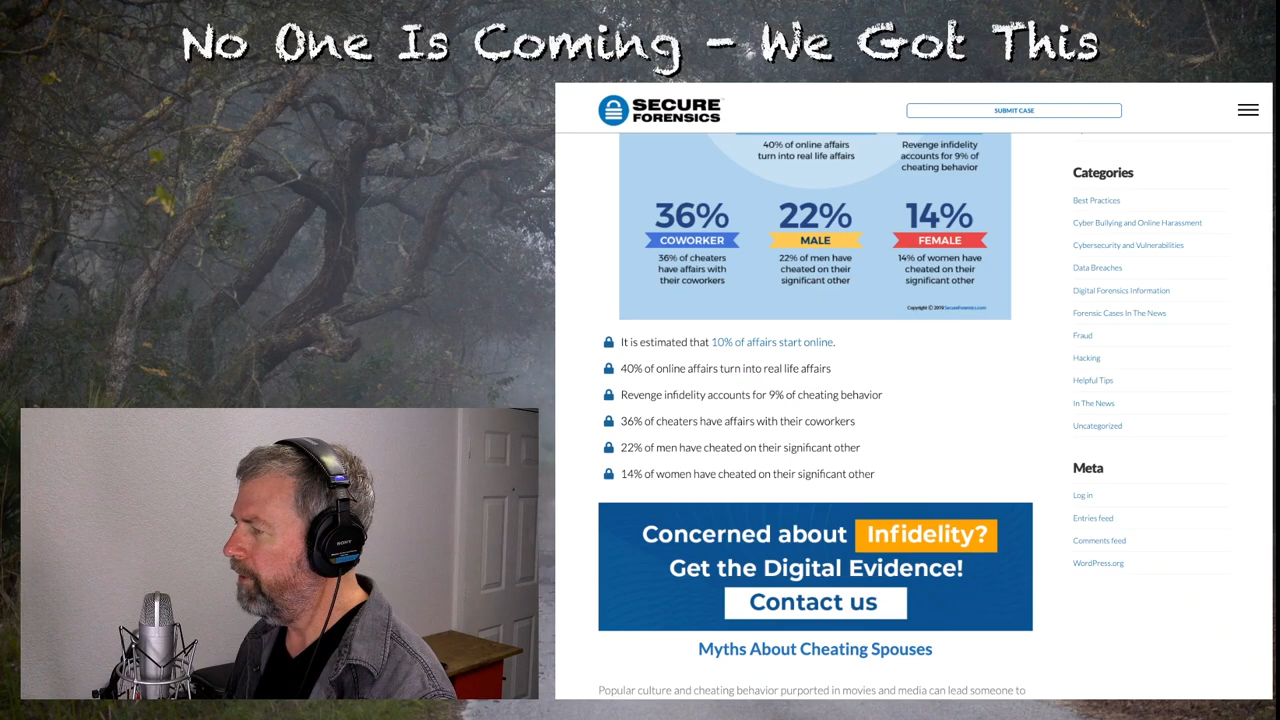 No One Is Coming - We Got This
SECURE
FORENSICS
SUBMIT CASE
40% of online affairs
turn into real life affairs
Revenge infidelity
accounts for 9% of
cheating behavior
36%
COWORKER
36% of cheaters
have affairs with
their coworkers
22%
MALE
22% of men have
cheated on their
significant other
14%
FEMALE
14% of women have
cheated on their
significant other
Copyright © 2019 SecureForensics.com
It is estimated that 10% of affairs start online.
40% of online affairs turn into real life affairs
Revenge infidelity accounts for 9% of cheating behavior
36% of cheaters have affairs with their coworkers
22% of men have cheated on their significant other
14% of women have cheated on their significant other
Concerned about Infidelity?
Get the Digital Evidence!
Contact us
Myths About Cheating Spouses
Popular culture and cheating behavior purported in movies and media can lead someone to
Categories
Best Practices
Cyber Bullying and Online Harassment
Cybersecurity and Vulnerabilities
Data Breaches
Digital Forensics Information
Forensic Cases In The News
Fraud
Hacking
Helpful Tips
In The News
Uncategorized
Meta
Log in
Entries feed
Comments feed
WordPress.org
SONY